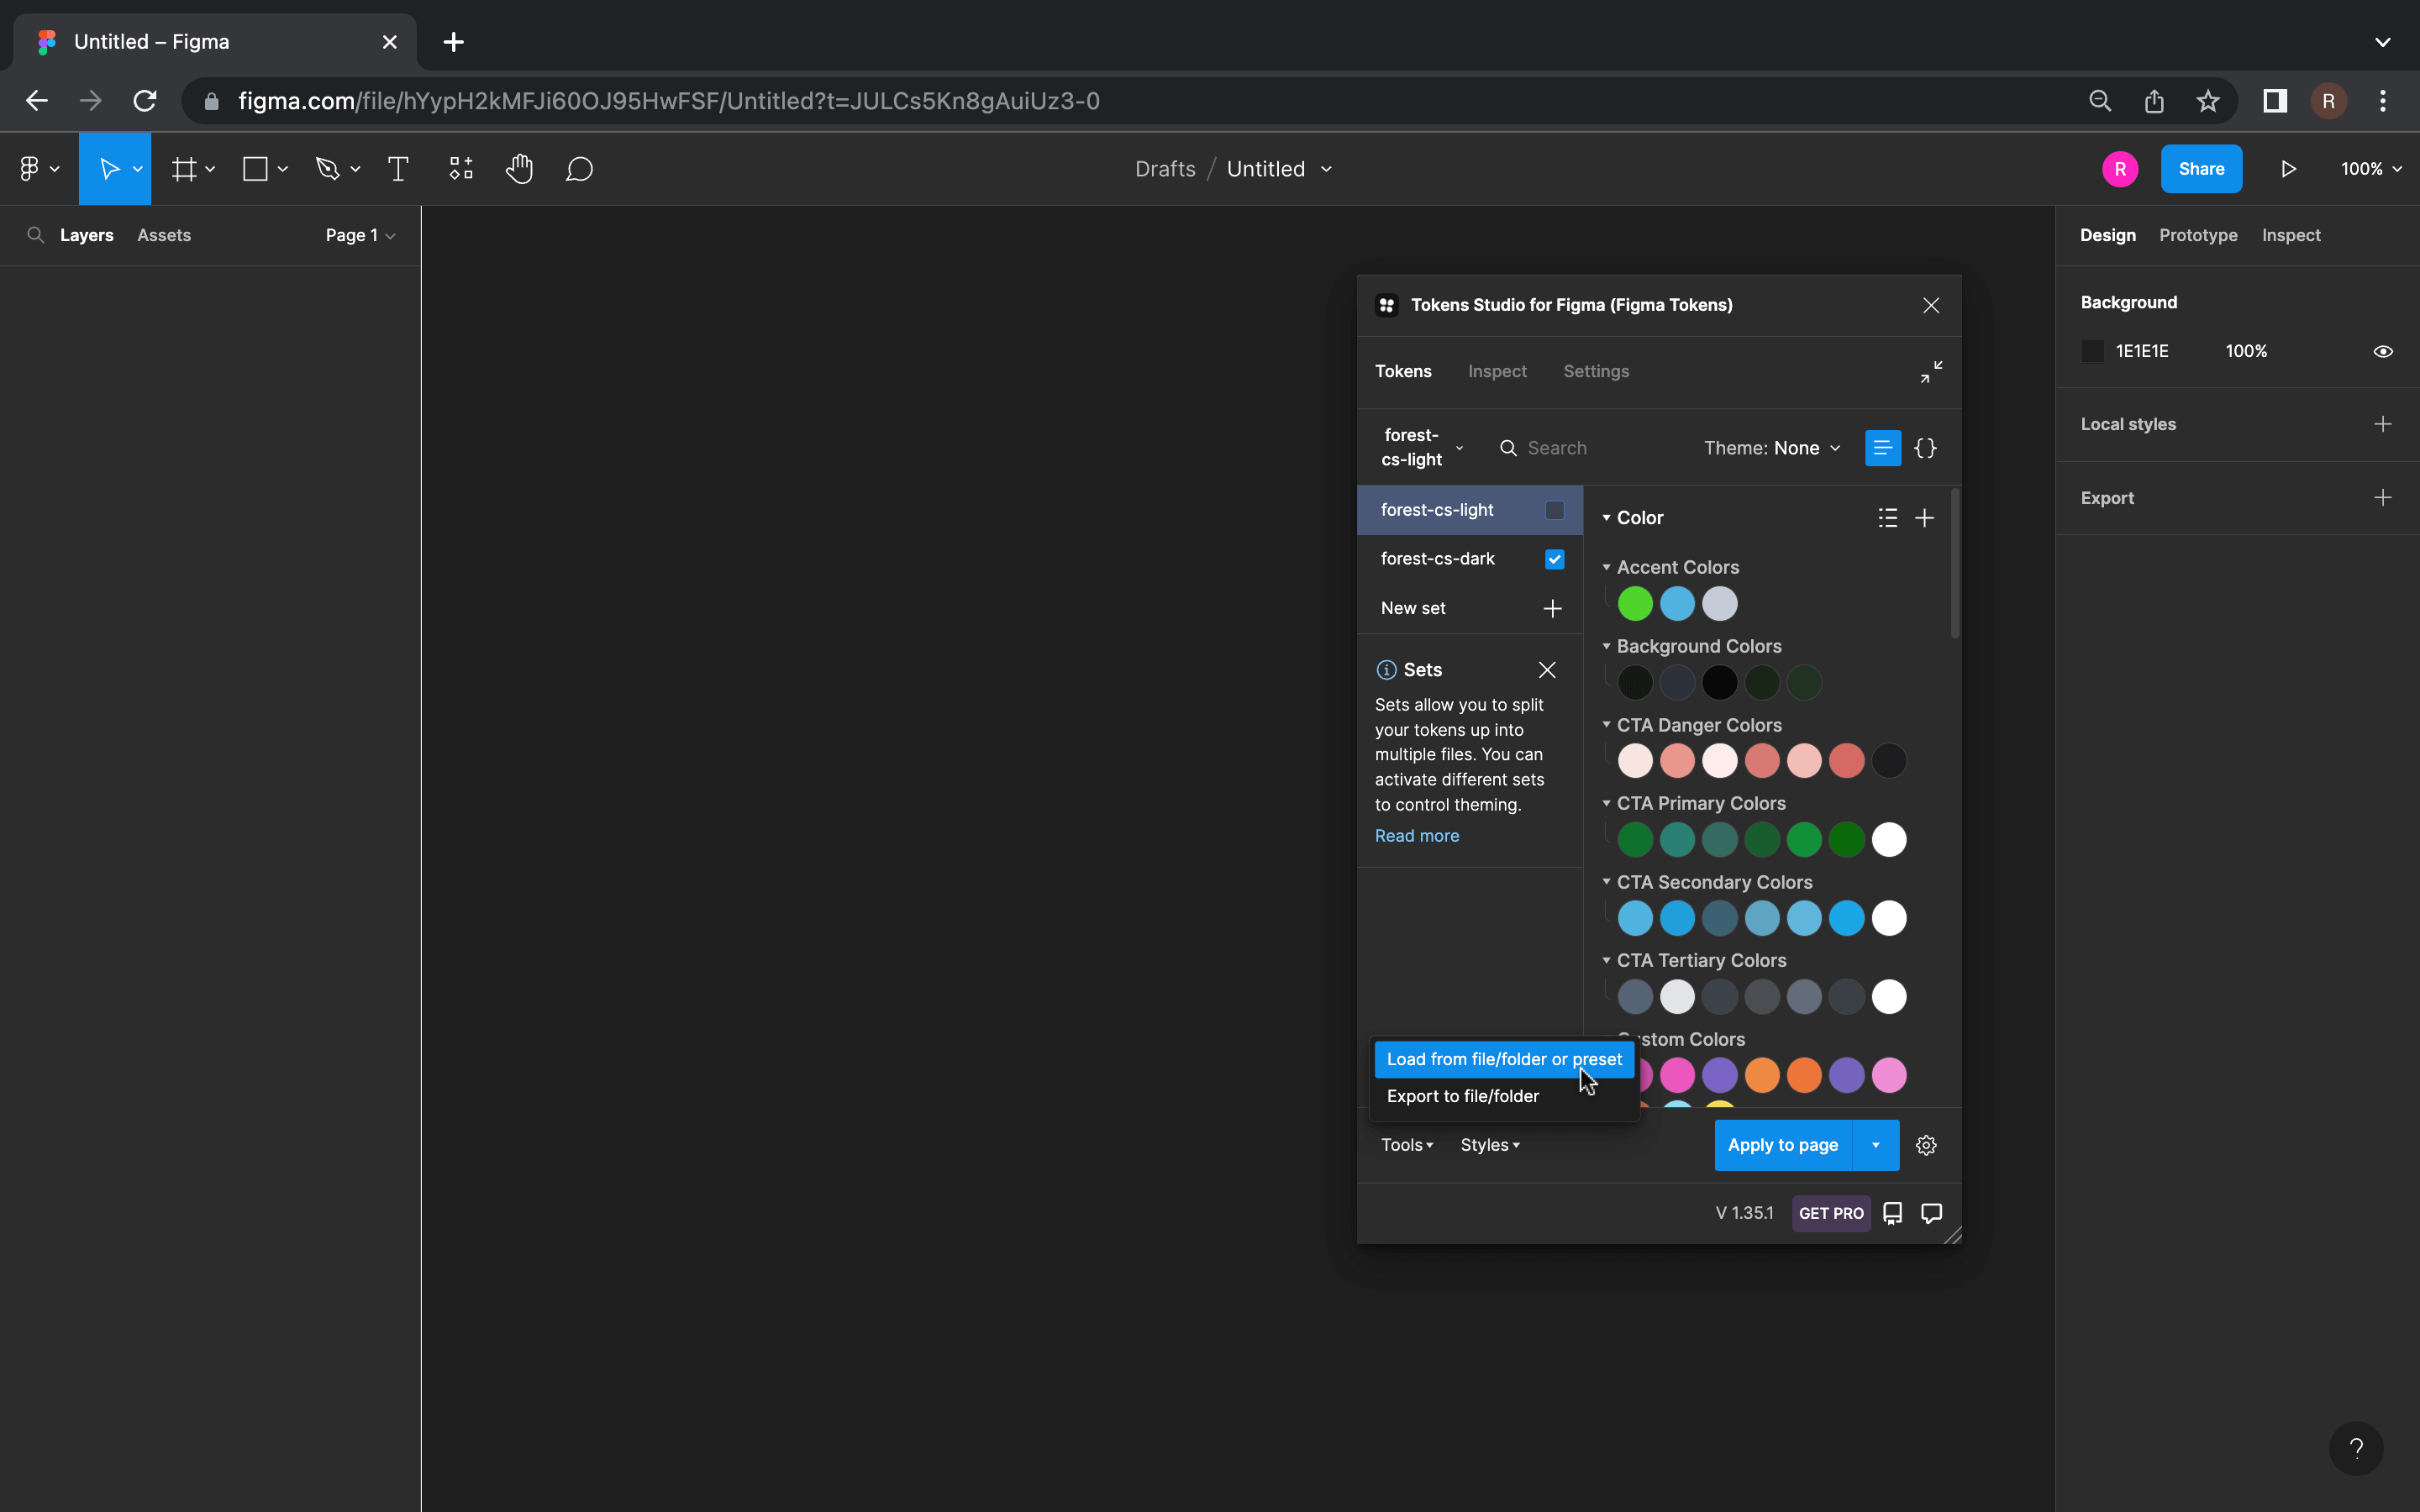 Untitled – Figma
figma.com/file/hYypH2kMFJi60OJ95HwFSF/Untitled?t=JULCs5Kn8gAuiUz3-0
R
Drafts / Untitled
R
Share
100%
Layers
Assets
Page 1
Design
Prototype
Inspect
Background
1E1E1E
100%
Local styles
Export
Tokens Studio for Figma (Figma Tokens)
Tokens
Inspect
Settings
forest-
cs-light
Search
Theme: None
{}
forest-cs-light
forest-cs-dark
New set
Sets
Sets allow you to split
your tokens up into
multiple files. You can
activate different sets
to control theming.
Read more
Color
Accent Colors
Background Colors
CTA Danger Colors
CTA Primary Colors
CTA Secondary Colors
CTA Tertiary Colors
Colors
Load from file/folder or preset
Export to file/folder
Tools
Styles
Apply to page
V 1.35.1
GET PRO
?